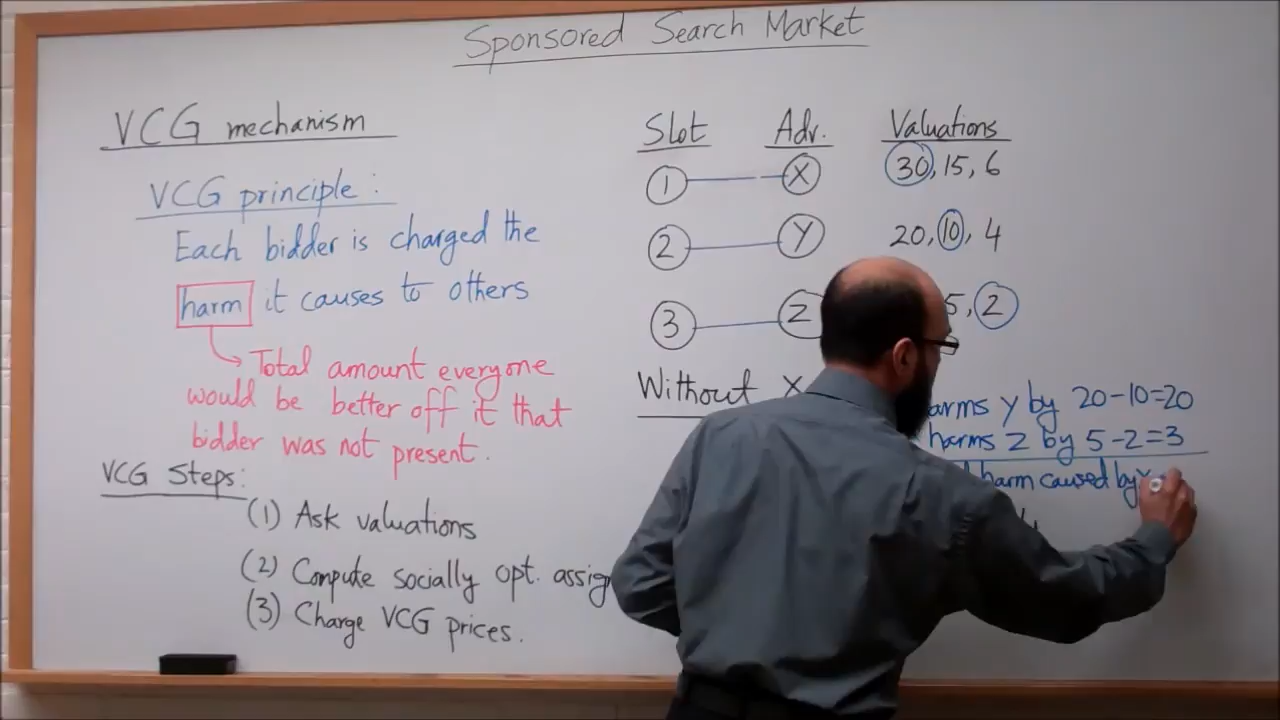 Sponsored Search Market
VCG mechanism
VCG principle:
Each bidder is charged the
harm it causes to others
Total amount everyone
would be better off it that
bidder was not present.
VCG Steps:
(1) Ask valuations
(2) Compute socially opt. assig
(3) Charge VCG prices.
Slot Adv. Valuations
1 X 30, 15, 6
2 Y 20, 10, 4
3 Z 5, 2
Without X
arms y by 20-10=20
harms z by 5-2=3
harm caused by x